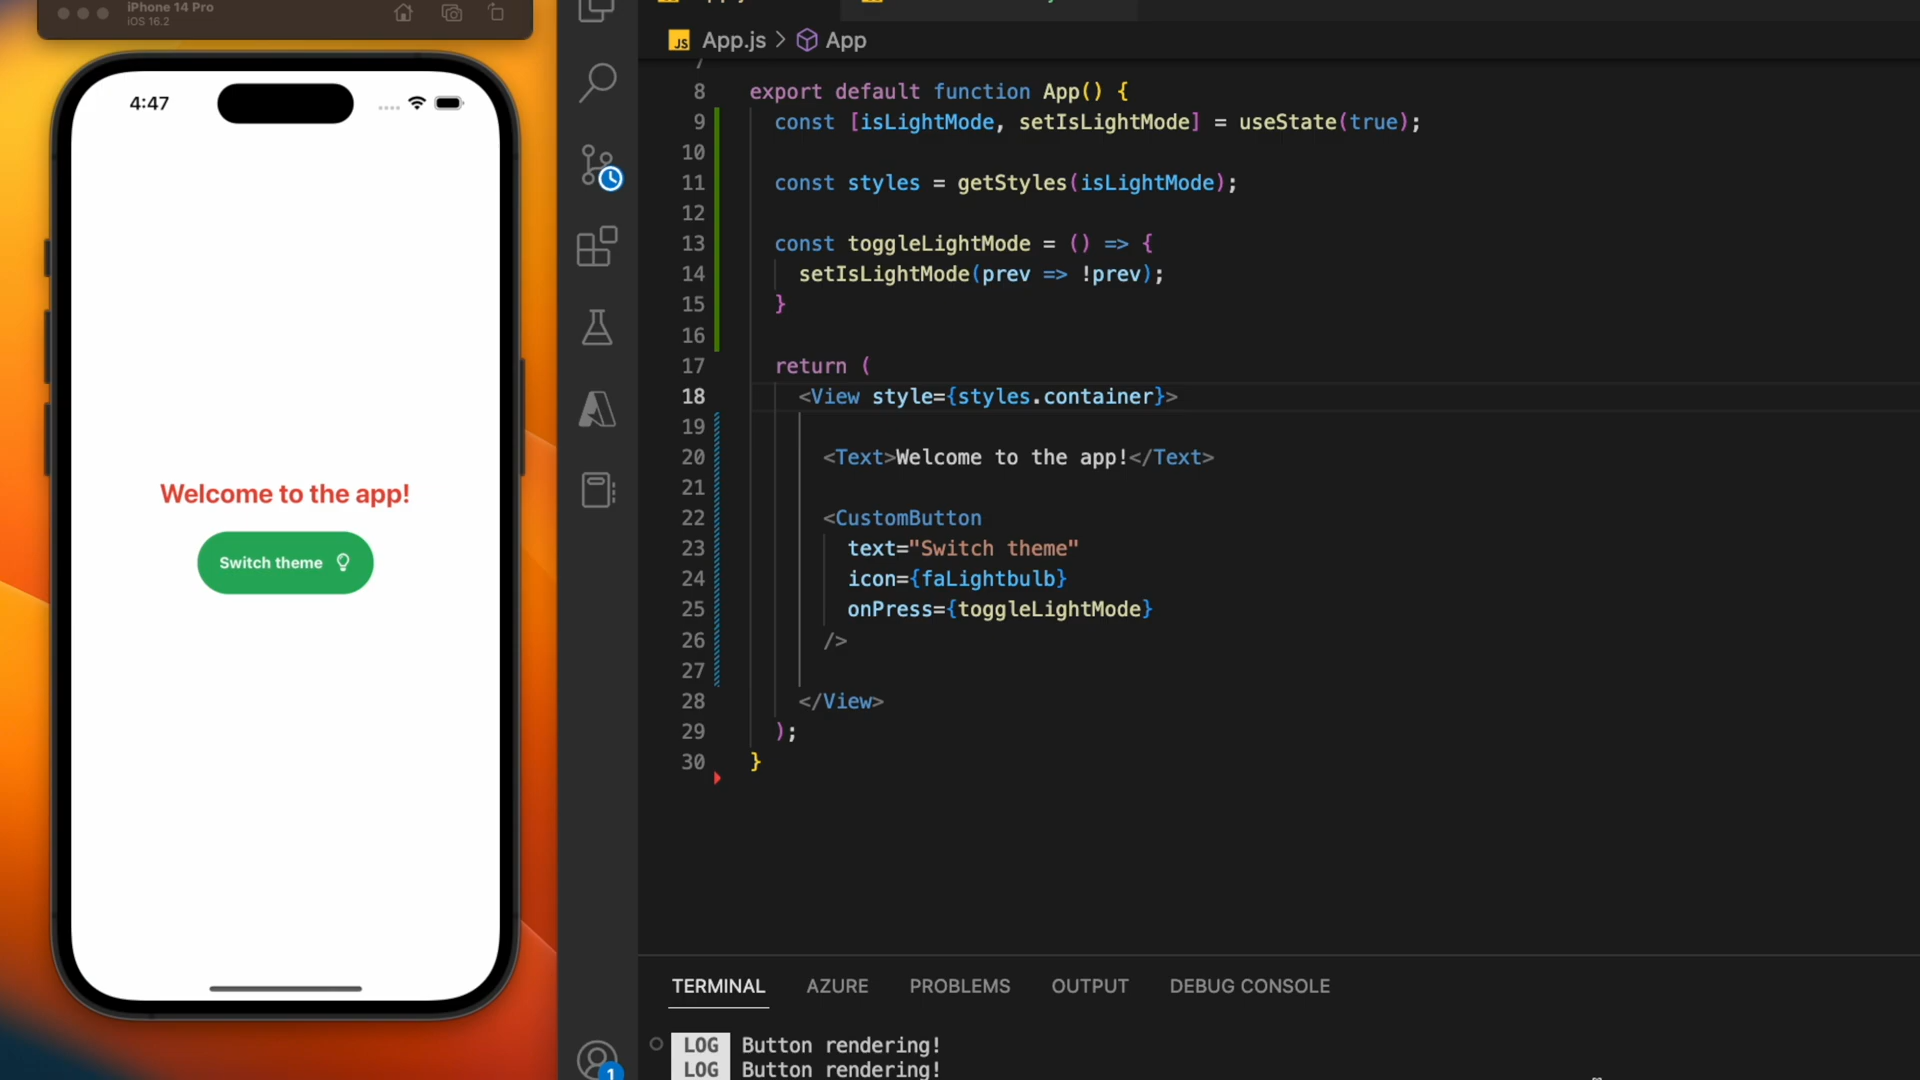 iPhone 14 Pro
iOS 16.2
4:47
Welcome to the app!
Switch theme
1
JS App.js > App
7
8 export default function App() {
9 const [isLightMode, setIsLightMode] = useState(true);
10
11 const styles = getStyles(isLightMode);
12
13 const toggleLightMode = () => {
14 setIsLightMode(prev => !prev);
15 }
16
17 return (
18 <View style={styles.container}>
19
20 <Text>Welcome to the app!</Text>
21
22 <CustomButton
23 text="Switch theme"
24 icon={faLightbulb}
25 onPress={toggleLightMode}
26 />
27
28 </View>
29 );
30 }
TERMINAL AZURE PROBLEMS OUTPUT DEBUG CONSOLE
LOG Button rendering!
LOG Button rendering!